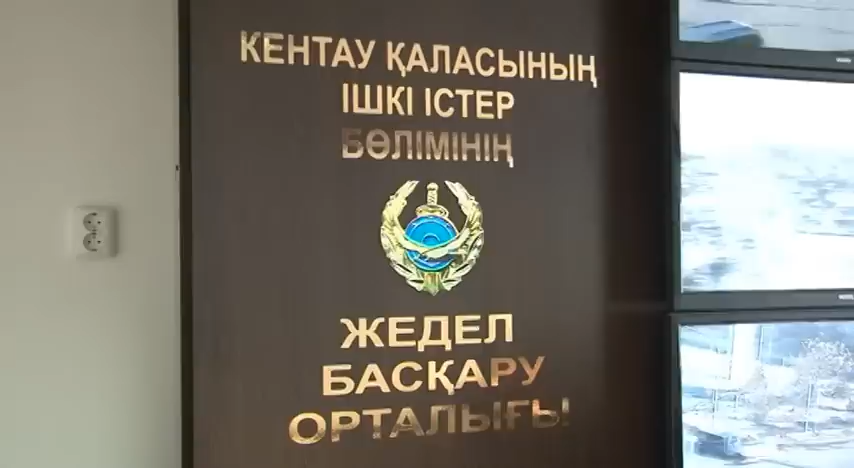 КЕНТАУ ҚАЛАСЫНЫҢ
ІШКІ ІСТЕР
БӨЛІМІНІҢ
ЖЕДЕЛ
БАСҚАРУ
ОРТАЛЫҒЫ